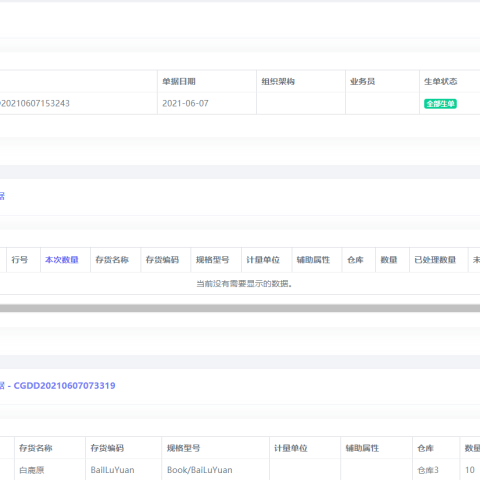 单据日期 组织架构 业务员 生单状态
20210607153243 2021-06-07 全部生单
据
行号 本次数量 存货名称 存货编码 规格型号 计量单位 辅助属性 仓库 数量 已处理数量 未
当前没有需要显示的数据。
据 - CGDD20210607073319
存货名称 存货编码 规格型号 计量单位 辅助属性 仓库 数量
白鹿原 BaiLuYuan Book/BaiLuYuan 仓库3 10